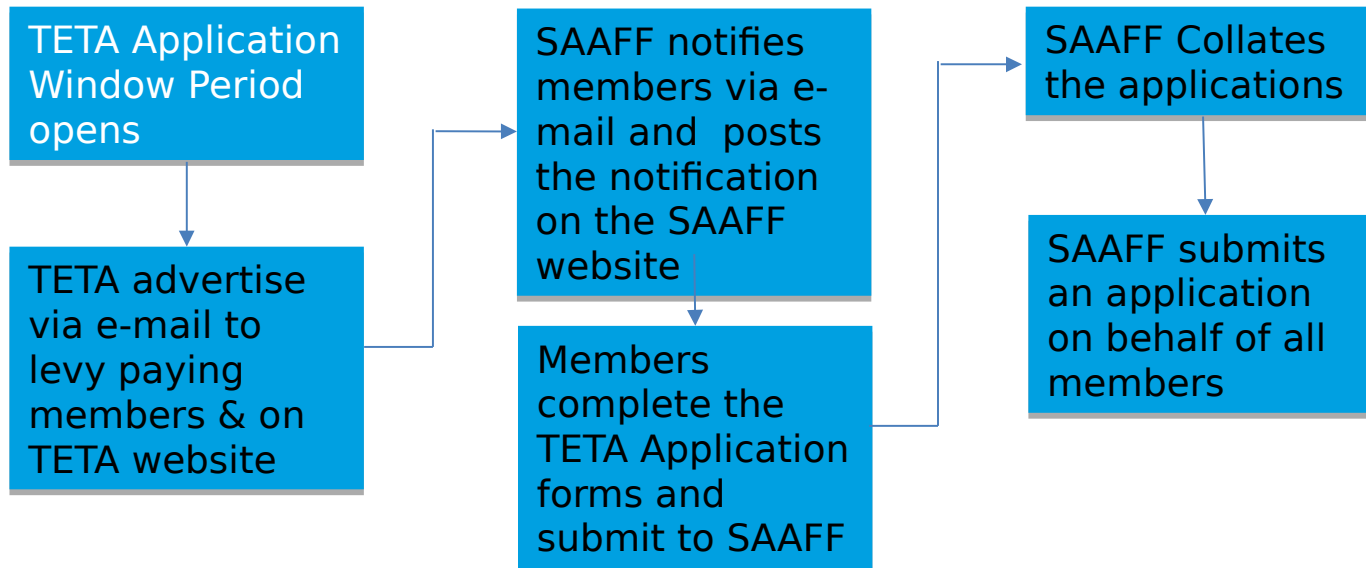 TETA Application
Window Period
opens
TETA advertise
via e-mail to
levy paying
members & on
TETA website
SAAFF notifies
members via e-
mail and  posts
the notification
on the SAAFF
website
Members
complete the
TETA Application
forms and
submit to SAAFF
SAAFF Collates
the applications
SAAFF submits
an application
on behalf of all
members